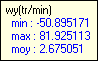 wy(tr/min)
min : -50.895171
max : 81.925113
moy : 2.675051